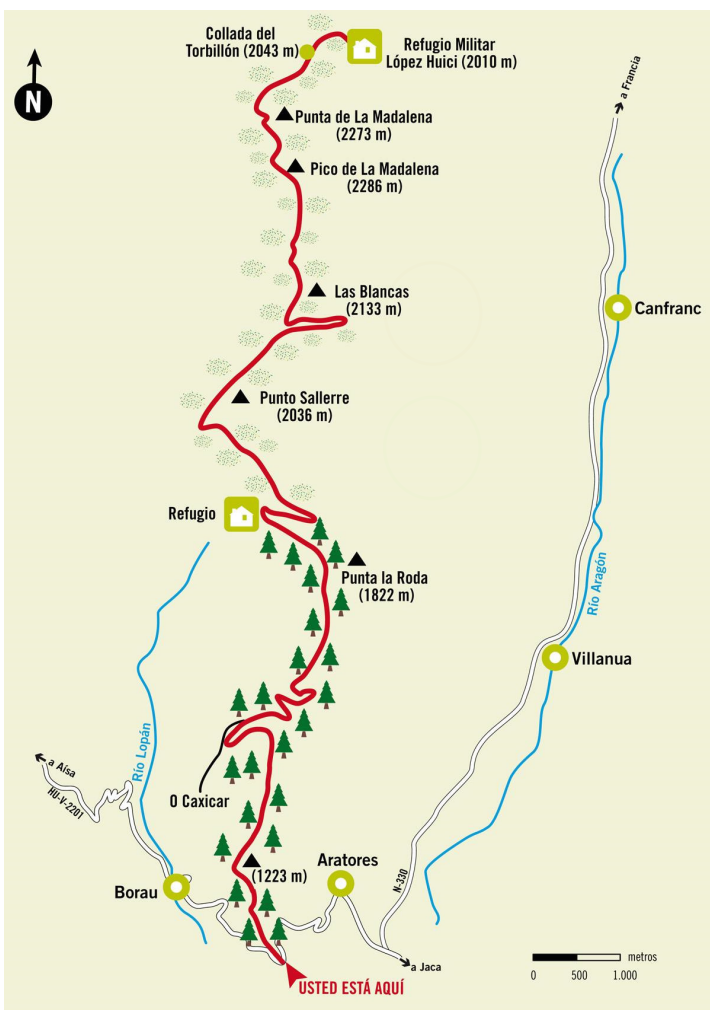 Collada del
Torbillón (2043 m)
Refugio Militar
López Huici (2010 m)
a Francia
N
Punta de La Madalena
(2273 m)
Pico de La Madalena
(2286 m)
Las Blancas
(2133 m)
Canfranc
Punto Sallerre
(2036 m)
Refugio
Punta la Roda
(1822 m)
Río Aragón
Villanua
Río Lopán
a Aísa
HU-V-2201
O Caxicar
(1223 m)
Aratores
N-330
Borau
a Jaca
metros
0 500 1.000
USTED ESTÁ AQUÍ